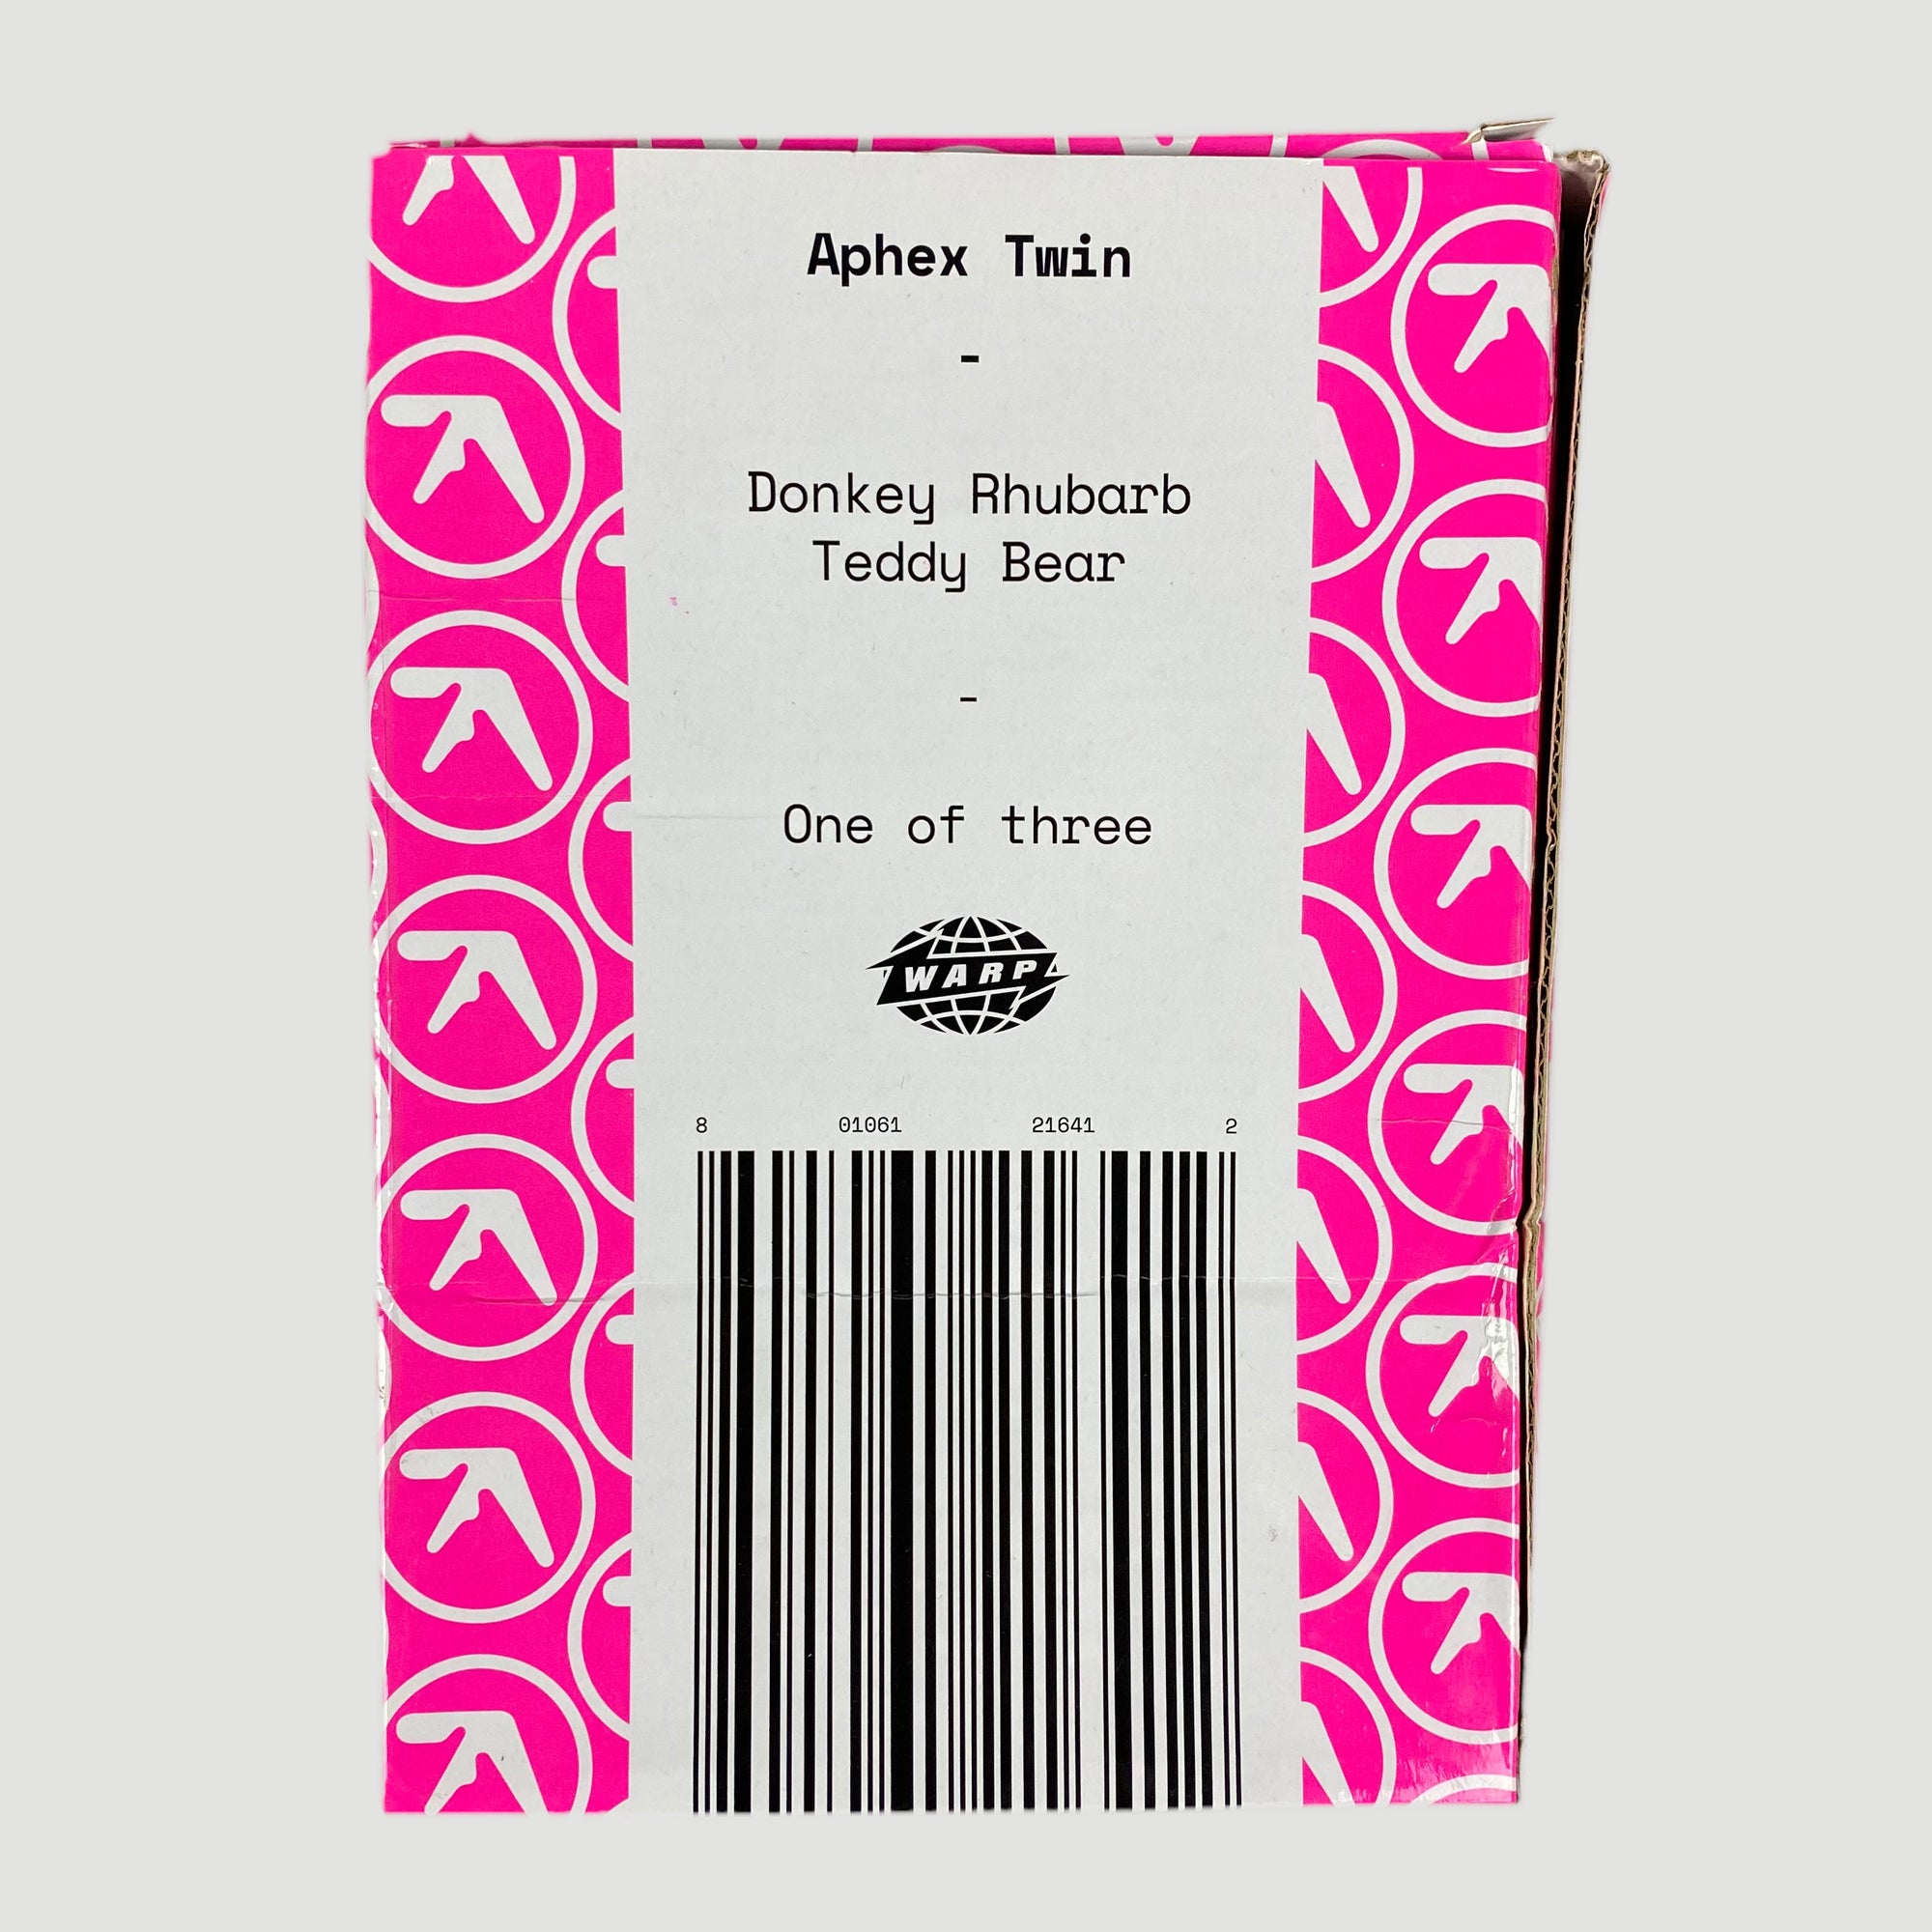 Aphex Twin
-
Donkey Rhubarb
Teddy Bear
-
One of three
WARP
8 01061 21641 2